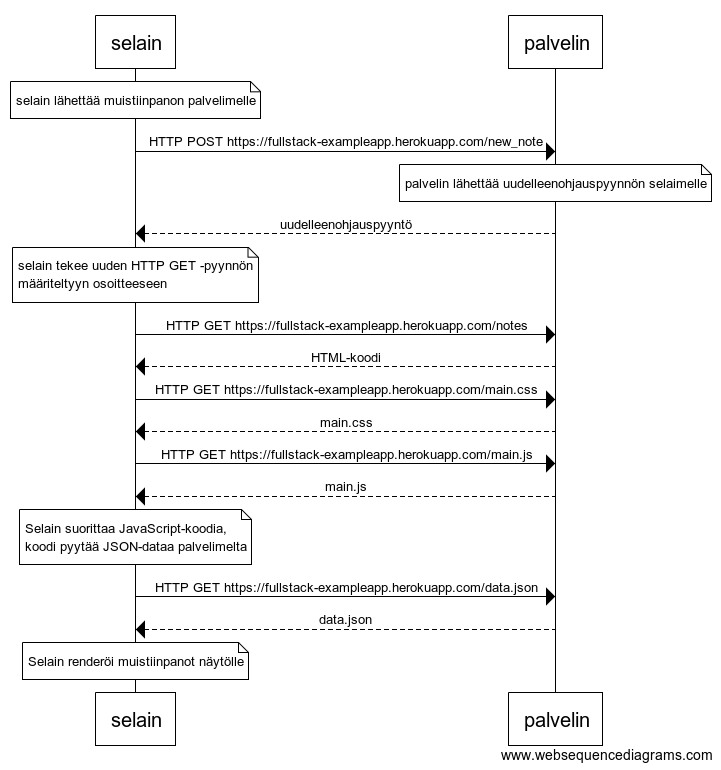 selain
palvelin
selain lähettää muistiinpanon palvelimelle
HTTP POST https://fullstack-exampleapp.herokuapp.com/new_note
palvelin lähettää uudelleenohjauspyynnön selaimelle
uudelleenohjauspyyntö
selain tekee uuden HTTP GET -pyynnön
määriteltyyn osoitteeseen
HTTP GET https://fullstack-exampleapp.herokuapp.com/notes
HTML-koodi
HTTP GET https://fullstack-exampleapp.herokuapp.com/main.css
main.css
HTTP GET https://fullstack-exampleapp.herokuapp.com/main.js
main.js
Selain suorittaa JavaScript-koodia,
koodi pyytää JSON-dataa palvelimelta
HTTP GET https://fullstack-exampleapp.herokuapp.com/data.json
data.json
Selain renderöi muistiinpanot näytölle
selain
palvelin
www.websequencediagrams.com